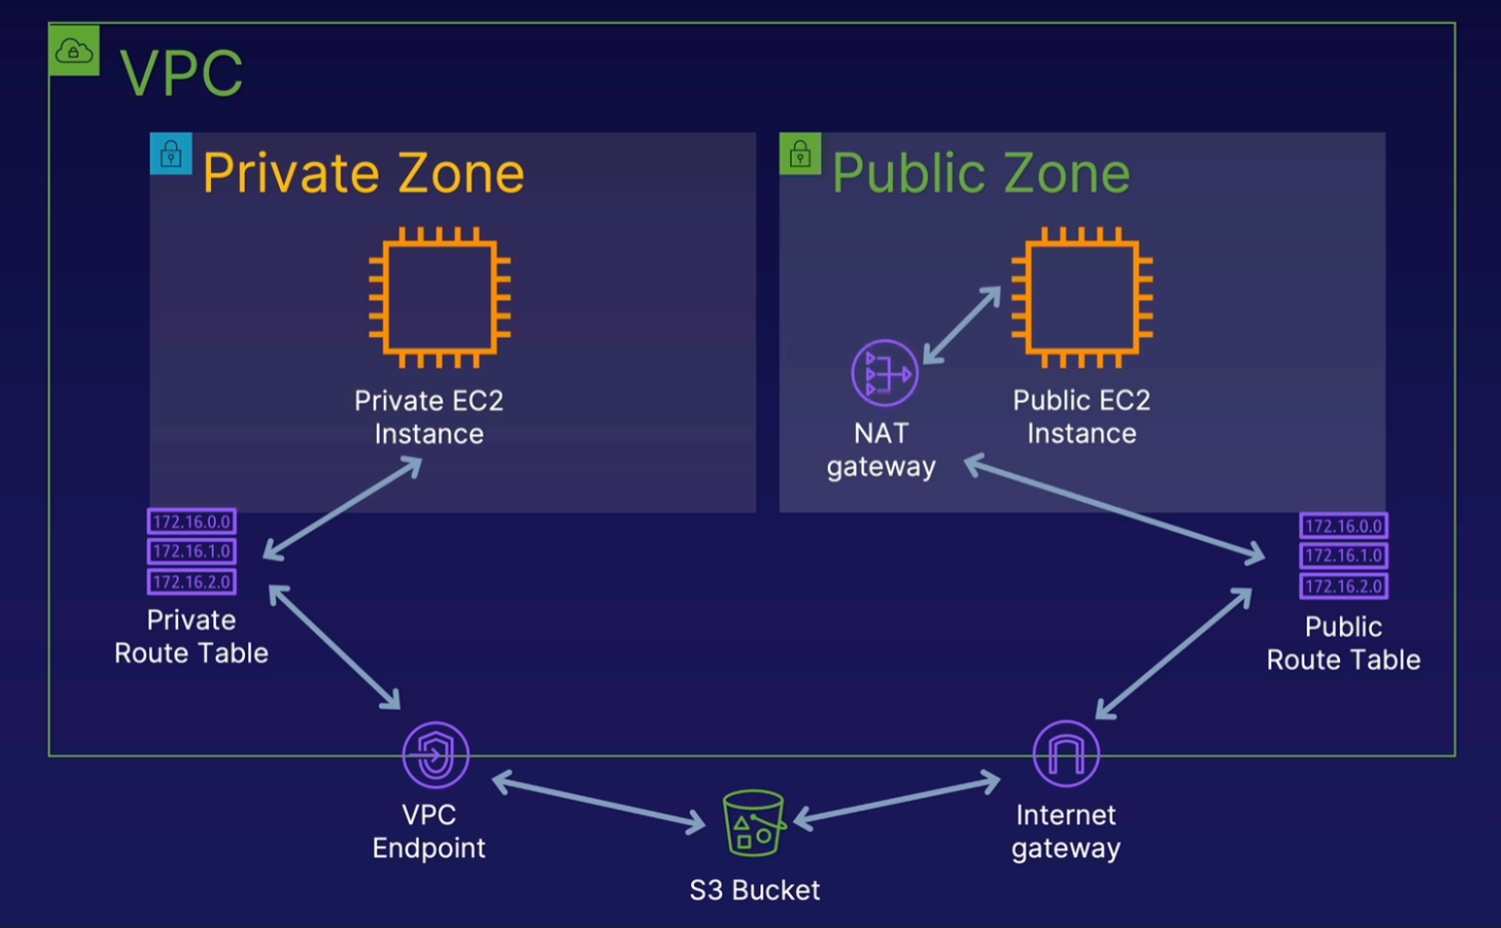 VPC
Private Zone
Public Zone
Private EC2
Instance
NAT
gateway
Public EC2
Instance
172.16.0.0
172.16.1.0
172.16.2.0
Private
Route Table
172.16.0.0
172.16.1.0
172.16.2.0
Public
Route Table
VPC
Endpoint
S3 Bucket
Internet
gateway